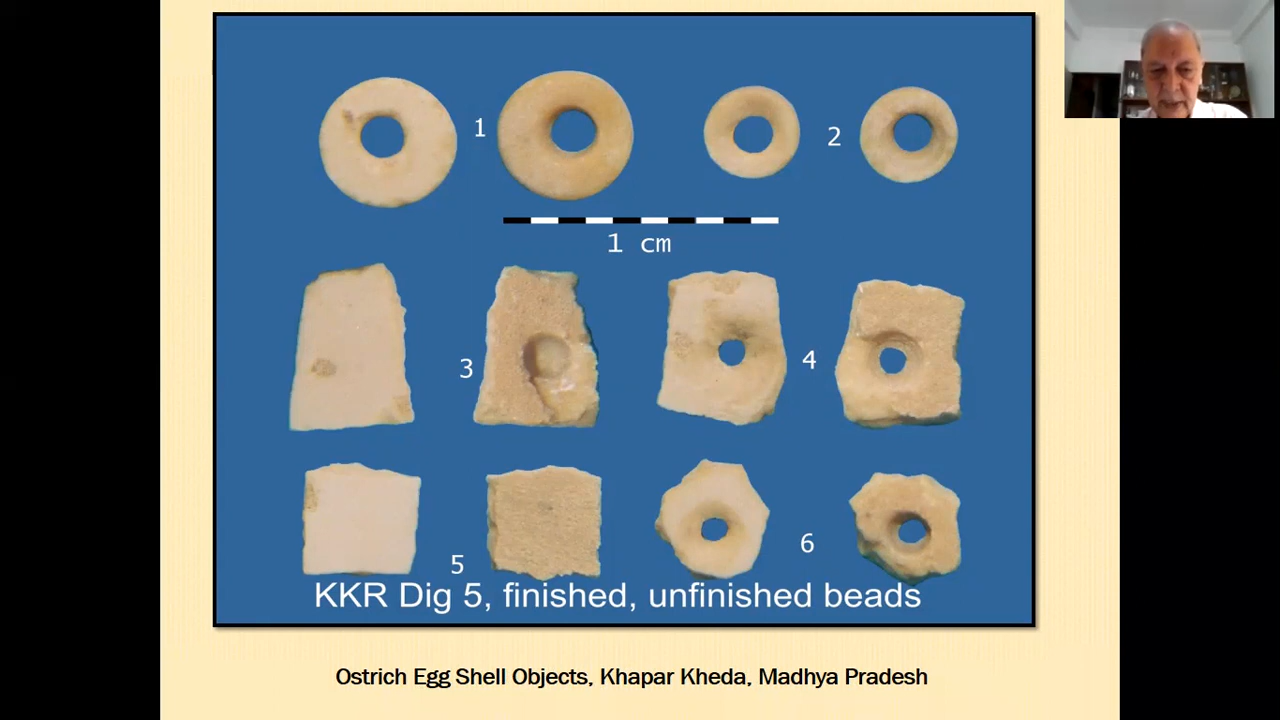 1
2
1 cm
3
4
5
6
KKR Dig 5, finished, unfinished beads
Ostrich Egg Shell Objects, Khapar Kheda, Madhya Pradesh